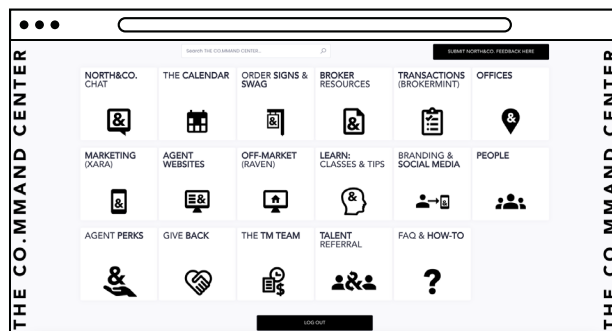 THE CO.MMAND CENTER
Search THE CO.MMAND CENTER...
SUBMIT NORTH&CO. FEEDBACK HERE
NORTH&CO.
CHAT
&
THE CALENDAR
ORDER SIGNS &
SWAG
&
BROKER
RESOURCES
&
TRANSACTIONS
(BROKERMINT)
OFFICES
&
MARKETING
(XARA)
&
AGENT
WEBSITES
&
OFF-MARKET
(RAVEN)
LEARN:
CLASSES & TIPS
&
BRANDING &
SOCIAL MEDIA
&
PEOPLE
AGENT PERKS
&
GIVE BACK
THE TM TEAM
$
TALENT
REFERRAL
&
FAQ & HOW-TO
?
LOG OUT
THE CO.MMAND CENTER